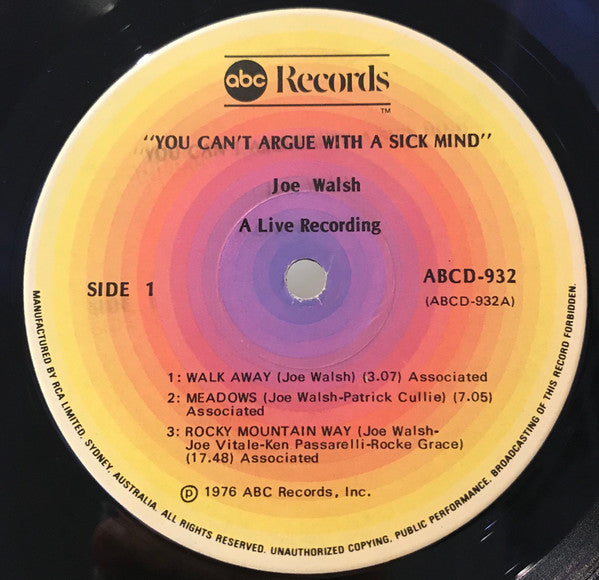 abc Records
TM
"YOU CAN'T ARGUE WITH A SICK MIND"
Joe Walsh
A Live Recording
SIDE 1
ABCD-932
(ABCD-932A)
1: WALK AWAY (Joe Walsh) (3.07) Associated
2: MEADOWS (Joe Walsh-Patrick Cullie) (7.05)
Associated
3: ROCKY MOUNTAIN WAY (Joe Walsh-
Joe Vitale-Ken Passarelli-Rocke Grace)
(17.48) Associated
℗ 1976 ABC Records, Inc.
MANUFACTURED BY RCA LIMITED, SYDNEY, AUSTRALIA. ALL RIGHTS RESERVED. UNAUTHORIZED COPYING, PUBLIC PERFORMANCE, BROADCASTING OF THIS RECORD FORBIDDEN.